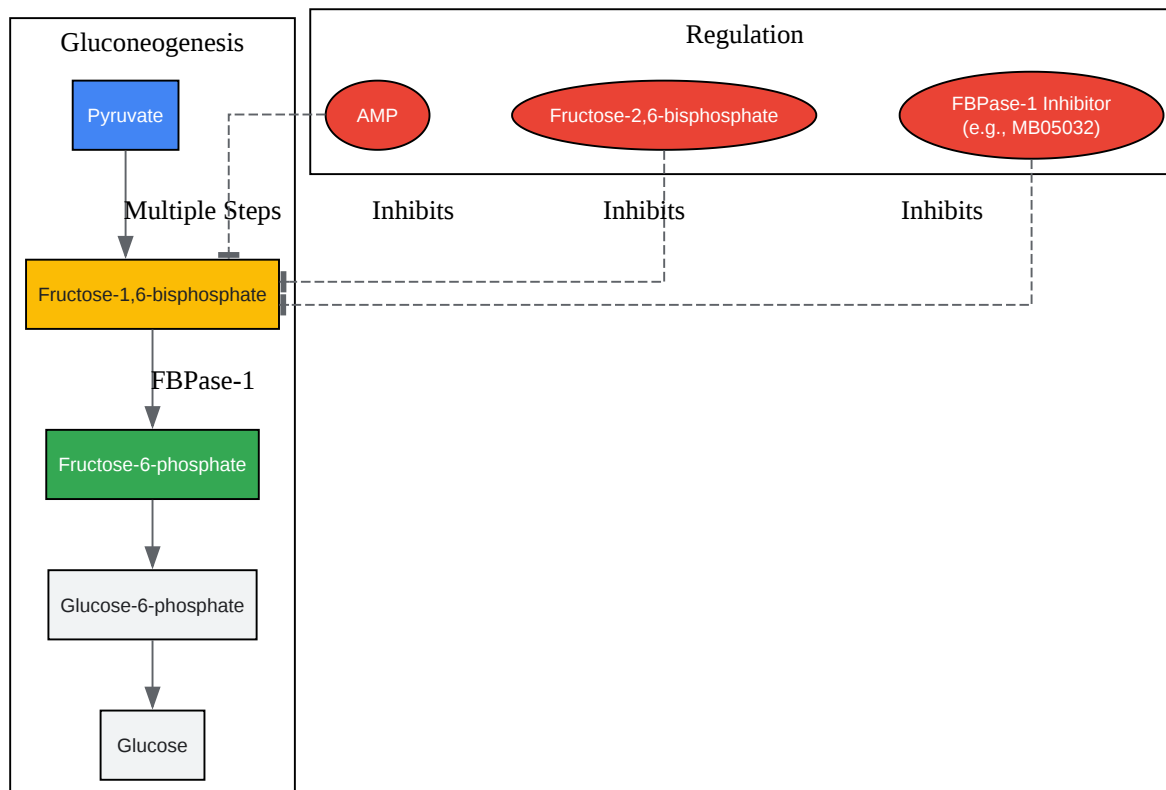 Gluconeogenesis
Regulation
Pyruvate
AMP
Fructose-2,6-bisphosphate
FBPase-1 Inhibitor
(e.g., MB05032)
Multiple Steps
Inhibits
Inhibits
Inhibits
Fructose-1,6-bisphosphate
FBPase-1
Fructose-6-phosphate
Glucose-6-phosphate
Glucose